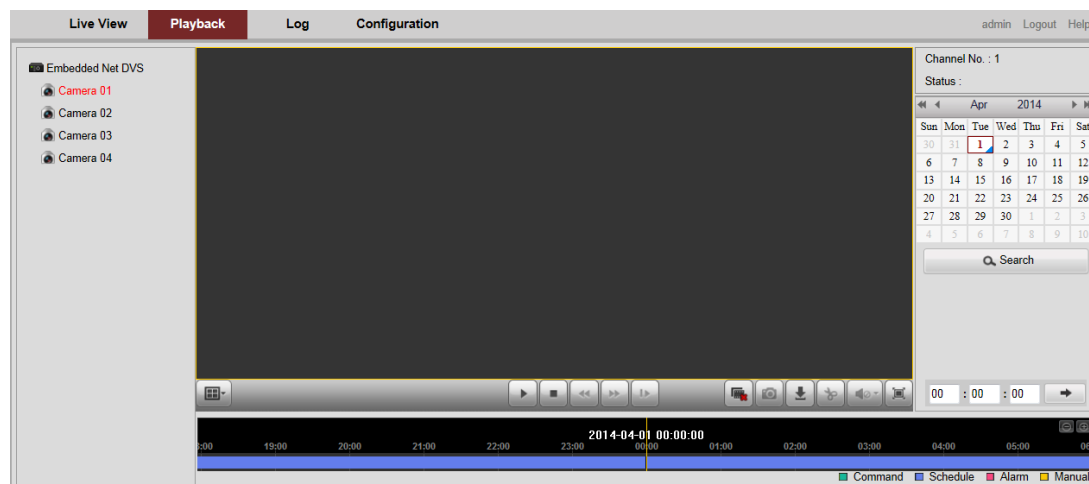 Live View Playback Log Configuration admin Logout Help
Embedded Net DVS
Camera 01
Camera 02
Camera 03
Camera 04
Channel No. : 1
Status :
Apr 2014
Sun Mon Tue Wed Thu Fri Sat
30 31 1 2 3 4 5
6 7 8 9 10 11 12
13 14 15 16 17 18 19
20 21 22 23 24 25 26
27 28 29 30 1 2 3
4 5 6 7 8 9 10
Search
00 : 00 : 00
2014-04-01 00:00:00
:00 19:00 20:00 21:00 22:00 23:00 00:00 01:00 02:00 03:00 04:00 05:00 06
Command Schedule Alarm Manual